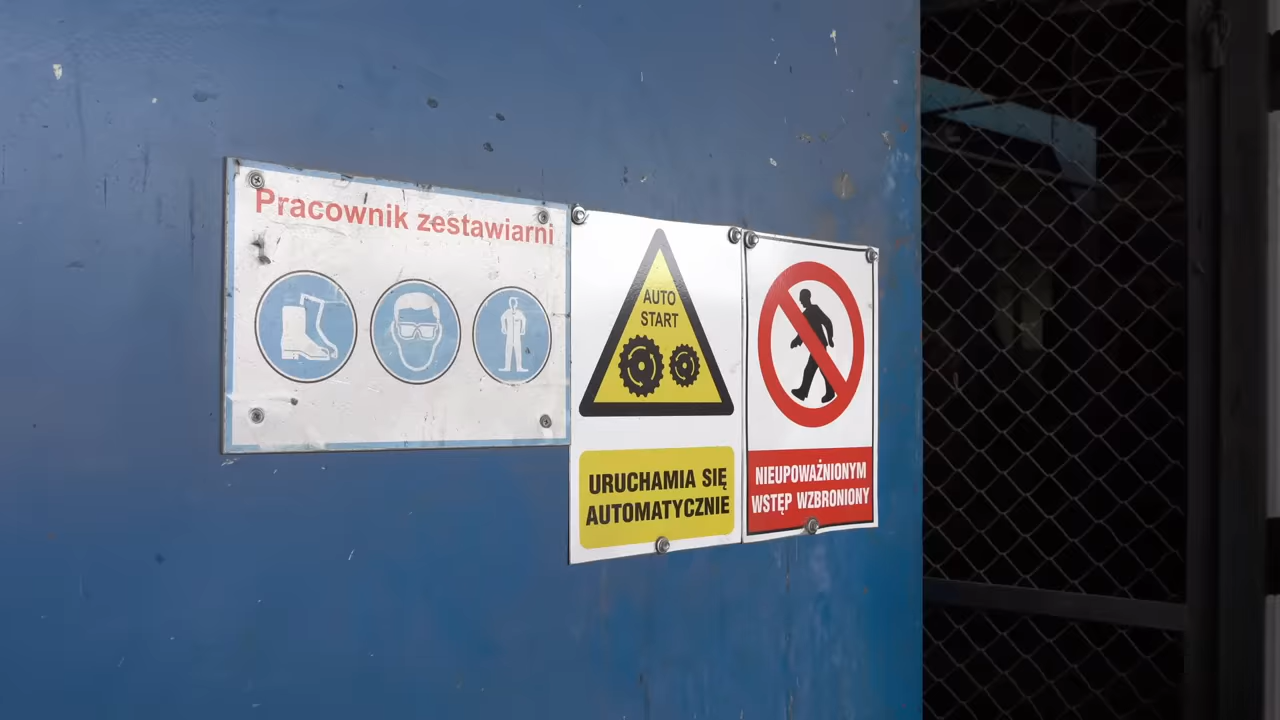 Pracownik zestawiarni
AUTO
START
URUCHAMIA SIĘ
AUTOMATYCZNIE
NIEUPOWAŻNIONYM
WSTĘP WZBRONIONY